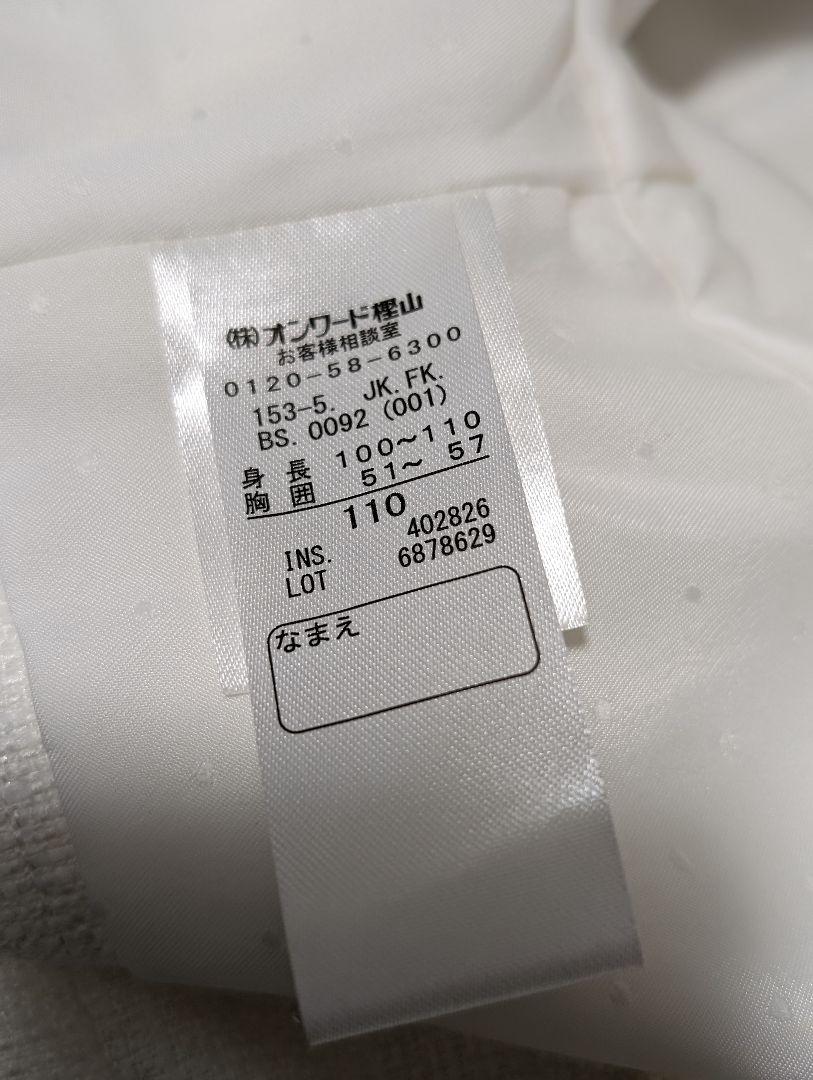 (株)オンワード樫山
お客様相談室
0120-58-6300
153-5. JK.FK.
BS. 0092 (001)
身長 100~110
胸囲 51~ 57
110
INS. 402826
LOT 6878629
なまえ